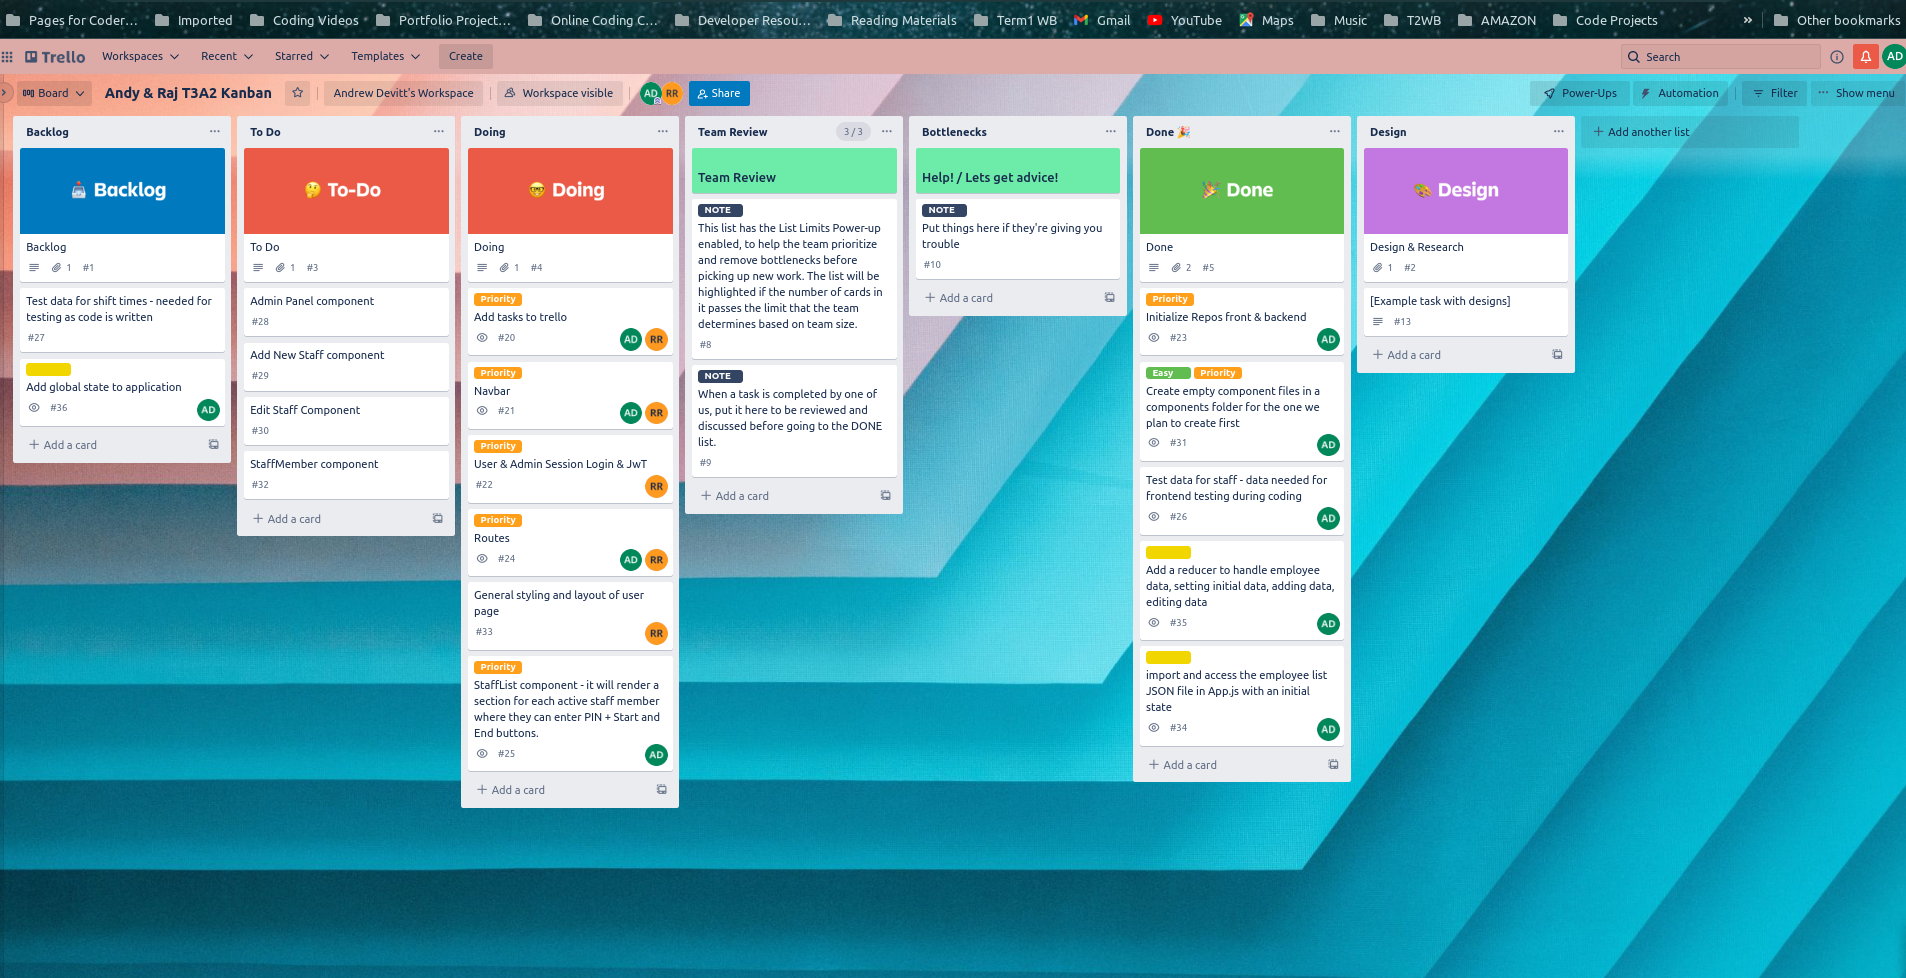 Pages for Coder... Imported Coding Videos Portfolio Project... Online Coding C... Developer Resou... Reading Materials Term1 WB Gmail YouTube Maps Music T2WB AMAZON Code Projects » Other bookmarks
Trello Workspaces Recent Starred Templates Create Search AD
Board Andy & Raj T3A2 Kanban Andrew Devitt's Workspace Workspace visible AD RR Share Power-Ups Automation Filter Show menu
Backlog
Backlog
Backlog
1 #1
Test data for shift times - needed for
testing as code is written
#27
Add global state to application
#36 AD
Add a card
To Do
To-Do
To Do
1 #3
Admin Panel component
#28
Add New Staff component
#29
Edit Staff Component
#30
StaffMember component
#32
Add a card
Doing
Doing
Doing
1 #4
Priority
Add tasks to trello
#20 AD RR
Priority
Navbar
#21 AD RR
Priority
User & Admin Session Login & JwT
#22 RR
Priority
Routes
#24 AD RR
General styling and layout of user
page
#33 RR
Priority
StaffList component - it will render a
section for each active staff member
where they can enter PIN + Start and
End buttons.
#25 AD
Add a card
Team Review 3 / 3
Team Review
NOTE
This list has the List Limits Power-up
enabled, to help the team prioritize
and remove bottlenecks before
picking up new work. The list will be
highlighted if the number of cards in
it passes the limit that the team
determines based on team size.
#8
NOTE
When a task is completed by one of
us, put it here to be reviewed and
discussed before going to the DONE
list.
#9
Add a card
Bottlenecks
Help! / Lets get advice!
NOTE
Put things here if they're giving you
trouble
#10
Add a card
Done 🎉
Done
Done
2 #5
Priority
Initialize Repos front & backend
#23 AD
Easy Priority
Create empty component files in a
components folder for the one we
plan to create first
#31 AD
Test data for staff - data needed for
frontend testing during coding
#26 AD
Add a reducer to handle employee
data, setting initial data, adding data,
editing data
#35 AD
import and access the employee list
JSON file in App.js with an initial
state
#34 AD
Add a card
Design
Design
Design & Research
1 #2
[Example task with designs]
#13
Add a card
Add another list